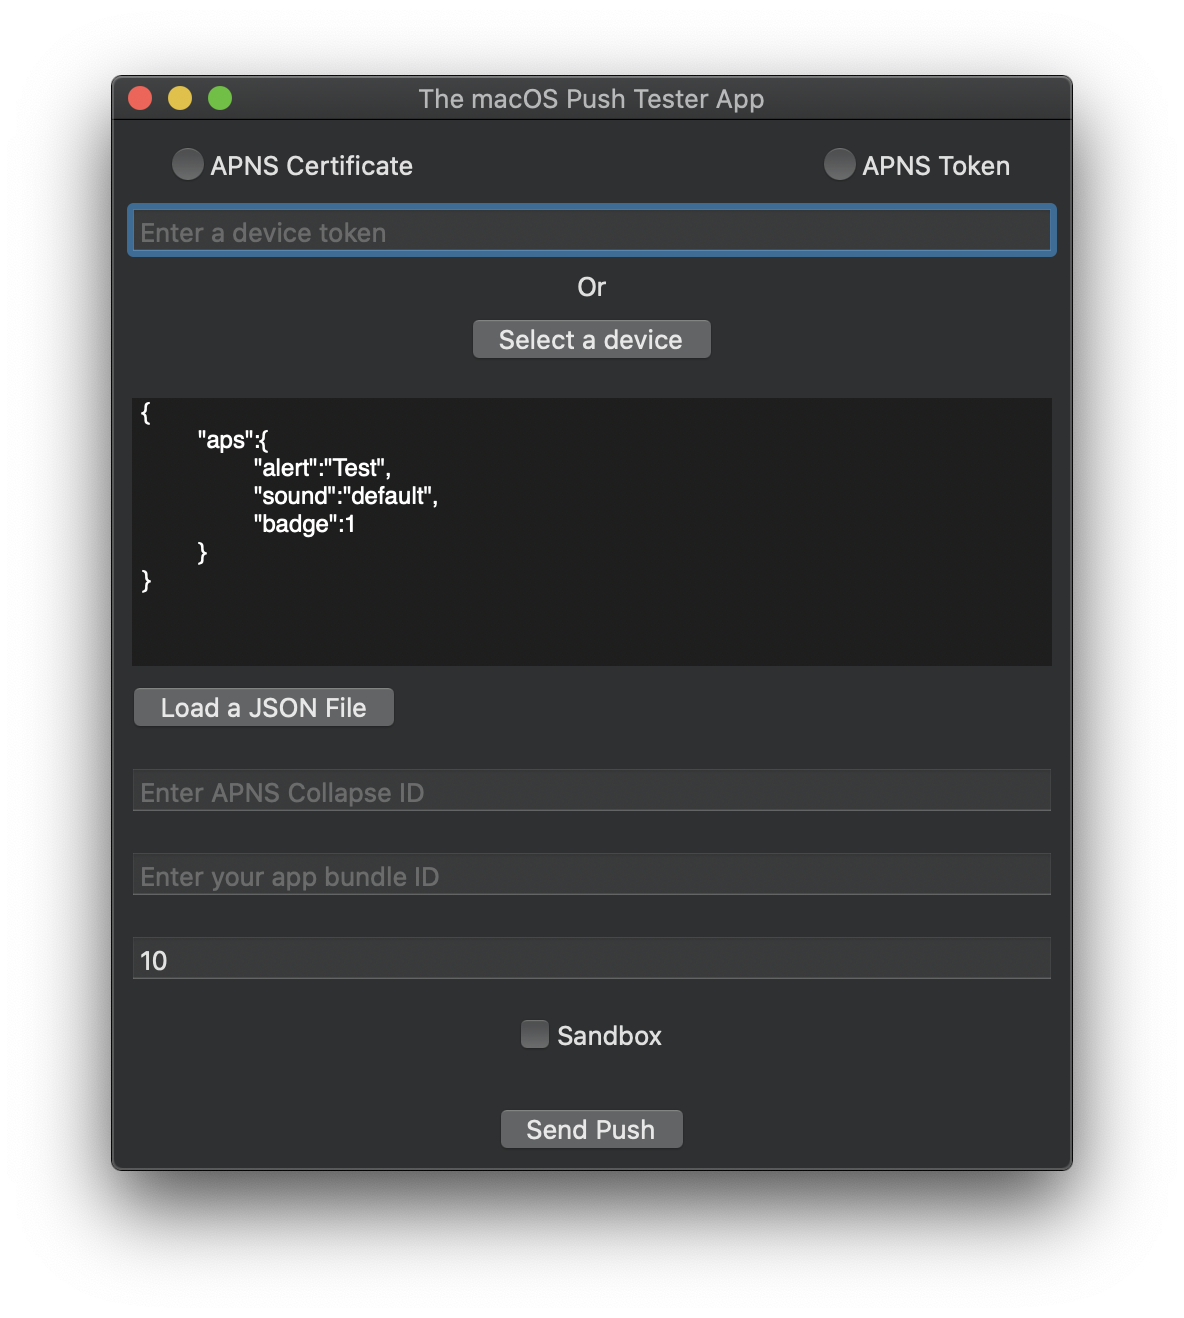 The macOS Push Tester App
APNS Certificate
APNS Token
Enter a device token
Or
Select a device
{
"aps":{
"alert":"Test",
"sound":"default",
"badge":1
}
}
Load a JSON File
Enter APNS Collapse ID
Enter your app bundle ID
10
Sandbox
Send Push